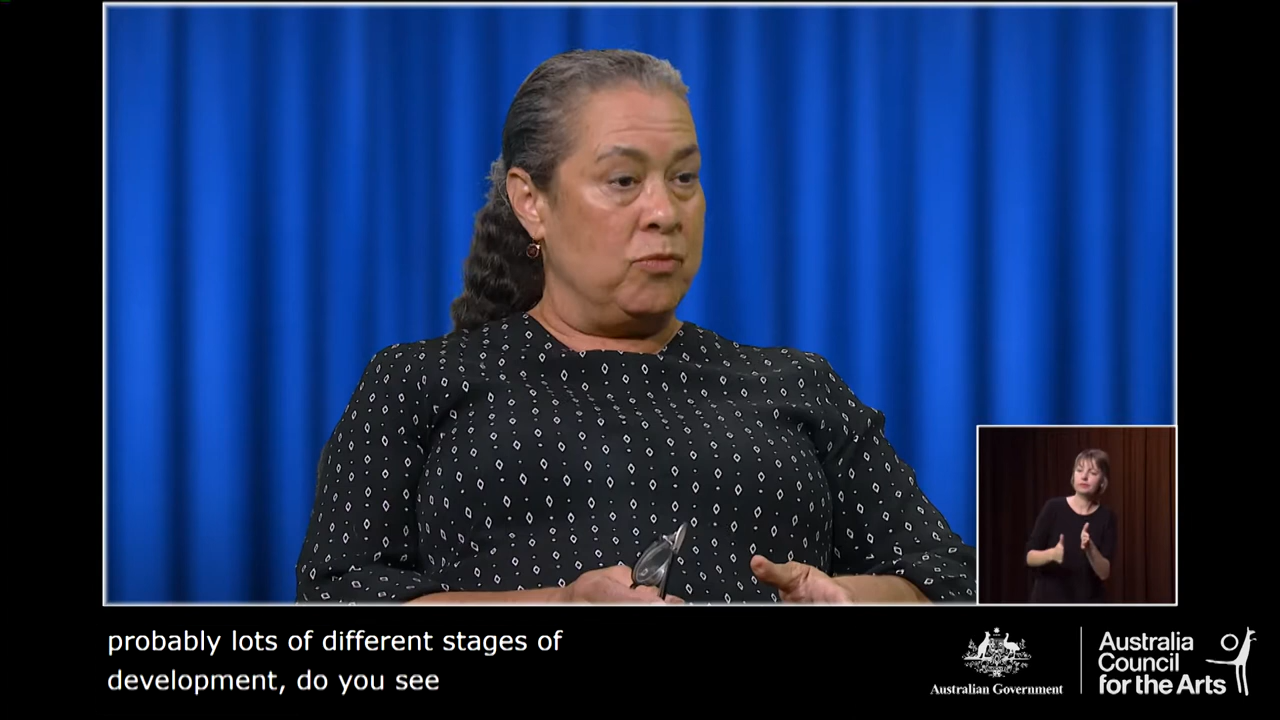 probably lots of different stages of
development, do you see
Australian Government
Australia
Council
for the Arts